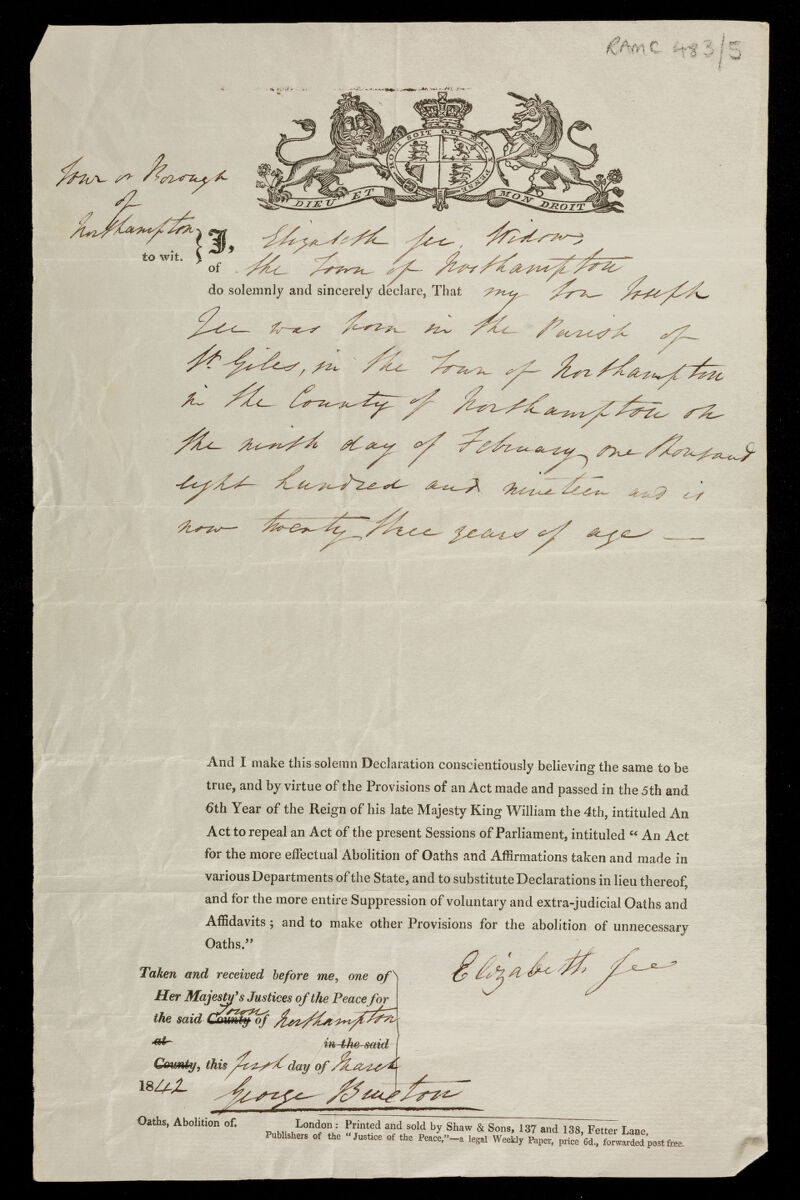 RAMC 483/5
HONI SOIT QUI MAL Y PENSE
DIEU ET MON DROIT
Town or Borough
of
Northampton
to wit.
I, Elizabeth Jee, Widow,
of the Town of Northampton
do solemnly and sincerely declare, That my Son Joseph
Jee was born in the Parish of
St Giles, in the Town of Northampton
in the County of Northampton on
the ninth day of February one thousand
eight hundred and nineteen and is
now twenty three years of age —
And I make this solemn Declaration conscientiously believing the same to be
true, and by virtue of the Provisions of an Act made and passed in the 5th and
6th Year of the Reign of his late Majesty King William the 4th, intituled An
Act to repeal an Act of the present Sessions of Parliament, intituled “ An Act
for the more effectual Abolition of Oaths and Affirmations taken and made in
various Departments of the State, and to substitute Declarations in lieu thereof,
and for the more entire Suppression of voluntary and extra-judicial Oaths and
Affidavits ; and to make other Provisions for the abolition of unnecessary
Oaths.”
Elizabeth Jee
Taken and received before me, one of
Her Majesty's Justices of the Peace for
the said County Town of Northampton
at in the said
County, this first day of March
1842 George
Oaths, Abolition of.
London : Printed and sold by Shaw & Sons, 137 and 138, Fetter Lane,
Publishers of the “Justice of the Peace,”—a legal Weekly Paper, price 6d., forwarded post free.